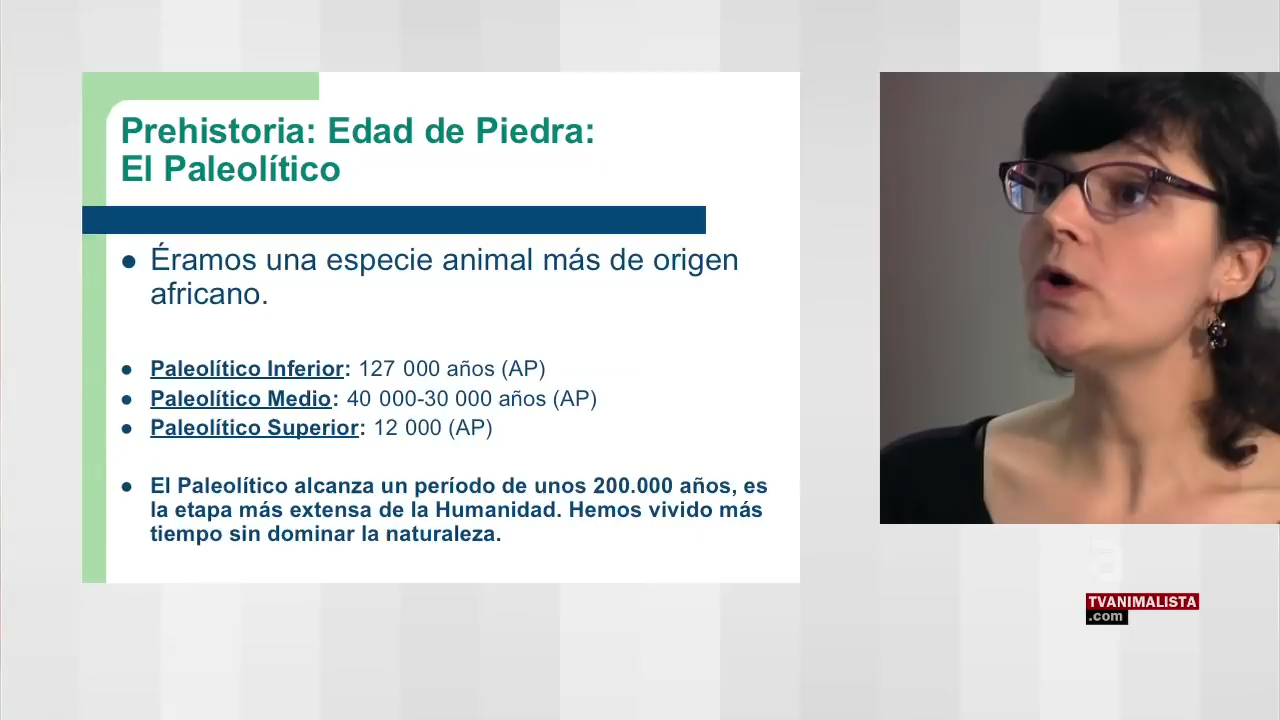 Prehistoria: Edad de Piedra:
El Paleolítico
● Éramos una especie animal más de origen
africano.
● Paleolítico Inferior: 127 000 años (AP)
● Paleolítico Medio: 40 000-30 000 años (AP)
● Paleolítico Superior: 12 000 (AP)
● El Paleolítico alcanza un período de unos 200.000 años, es
la etapa más extensa de la Humanidad. Hemos vivido más
tiempo sin dominar la naturaleza.
a
TVANIMALISTA
.com